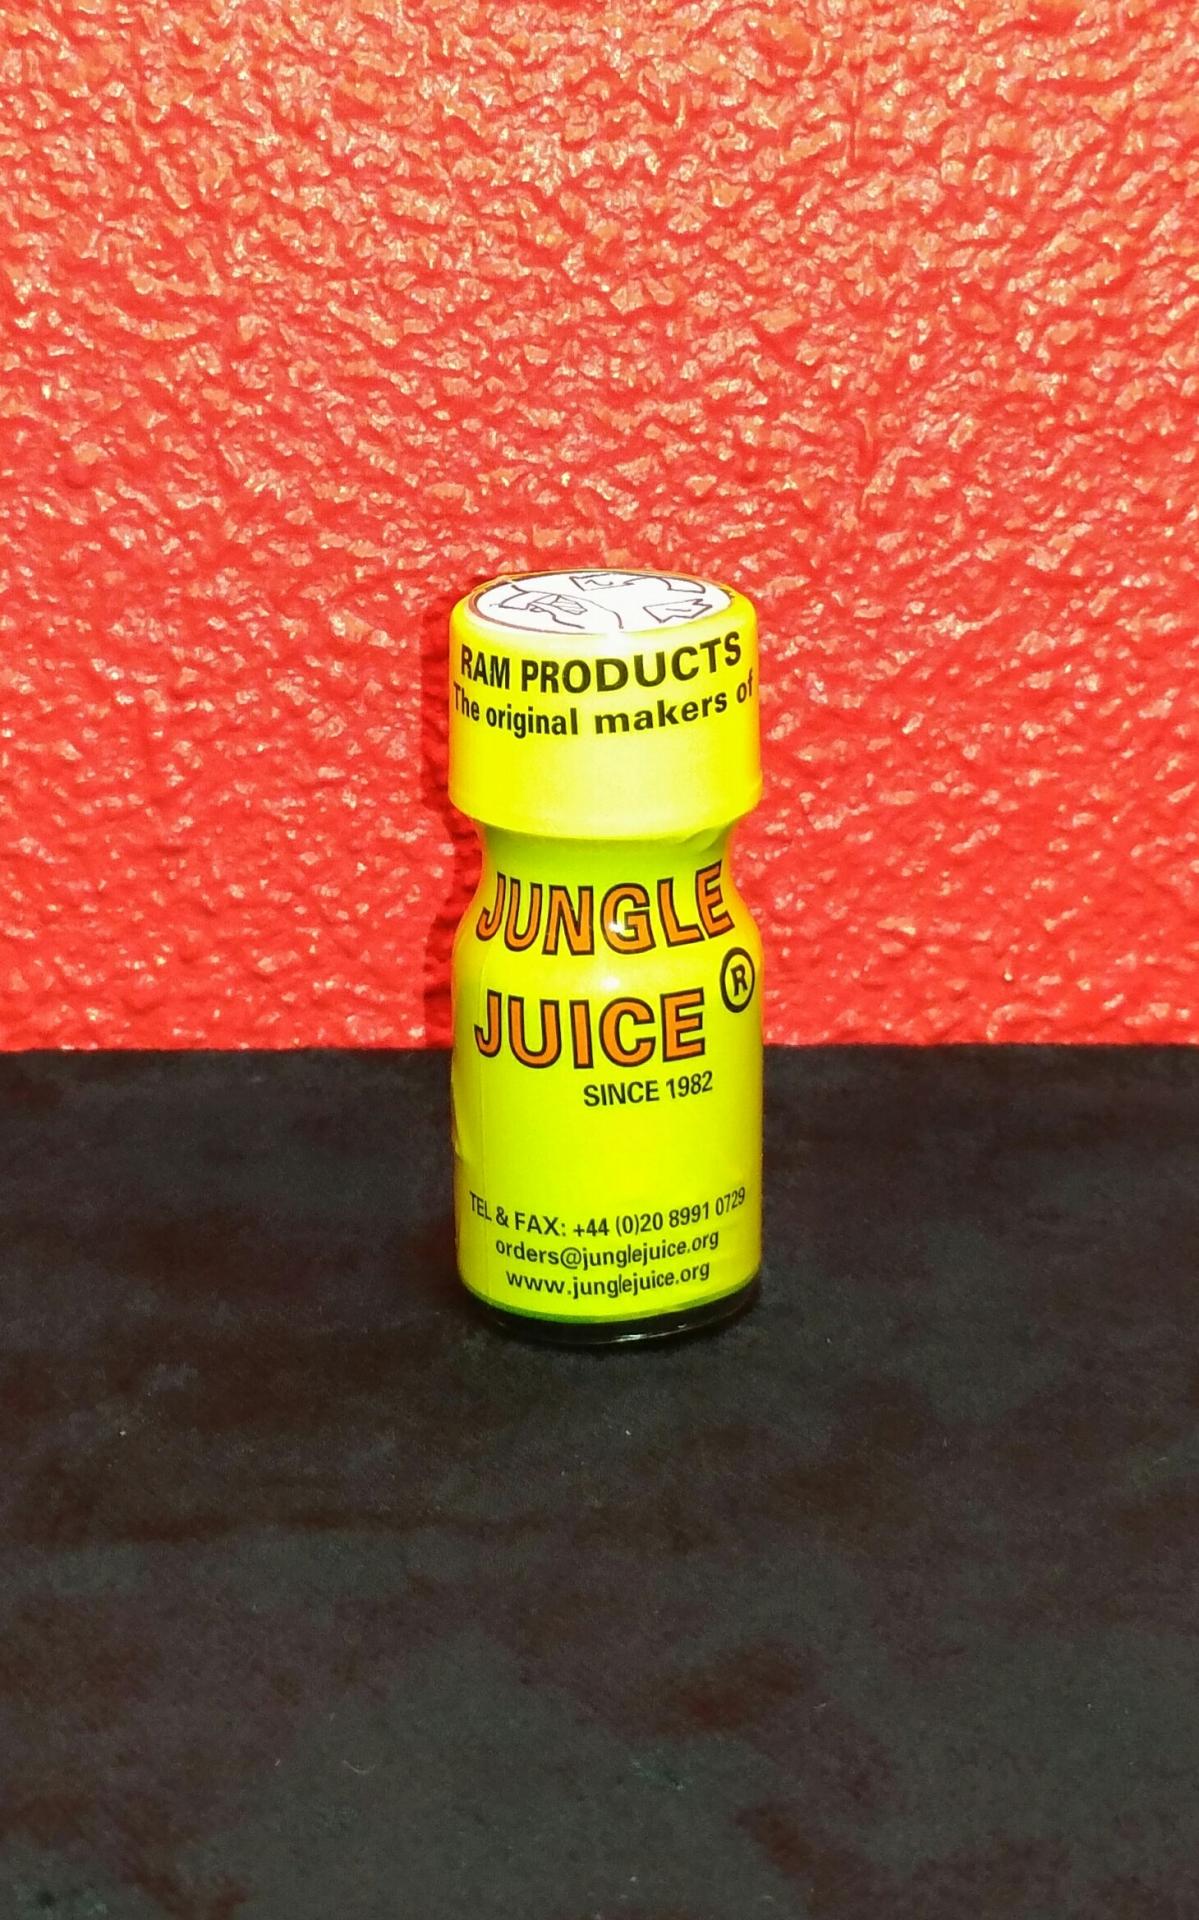 RAM PRODUCTS
The original makers of
JUNGLE
JUICE ®
SINCE 1982
TEL & FAX: +44 (0)20 8991 0729
orders@junglejuice.org
www.junglejuice.org